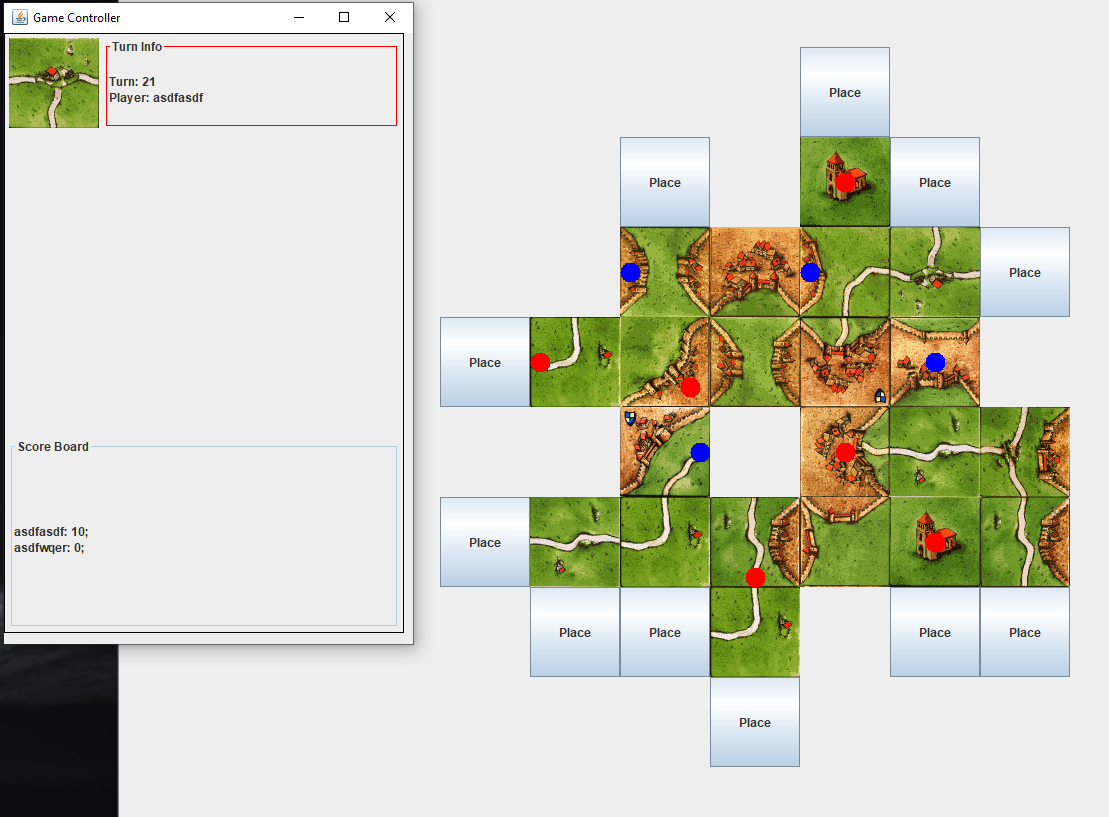 Game Controller
Turn Info
Turn: 21
Player: asdfasdf
Score Board
asdfasdf: 10;
asdfwqer: 0;
Place
Place
Place
Place
Place
Place
Place
Place
Place
Place
Place